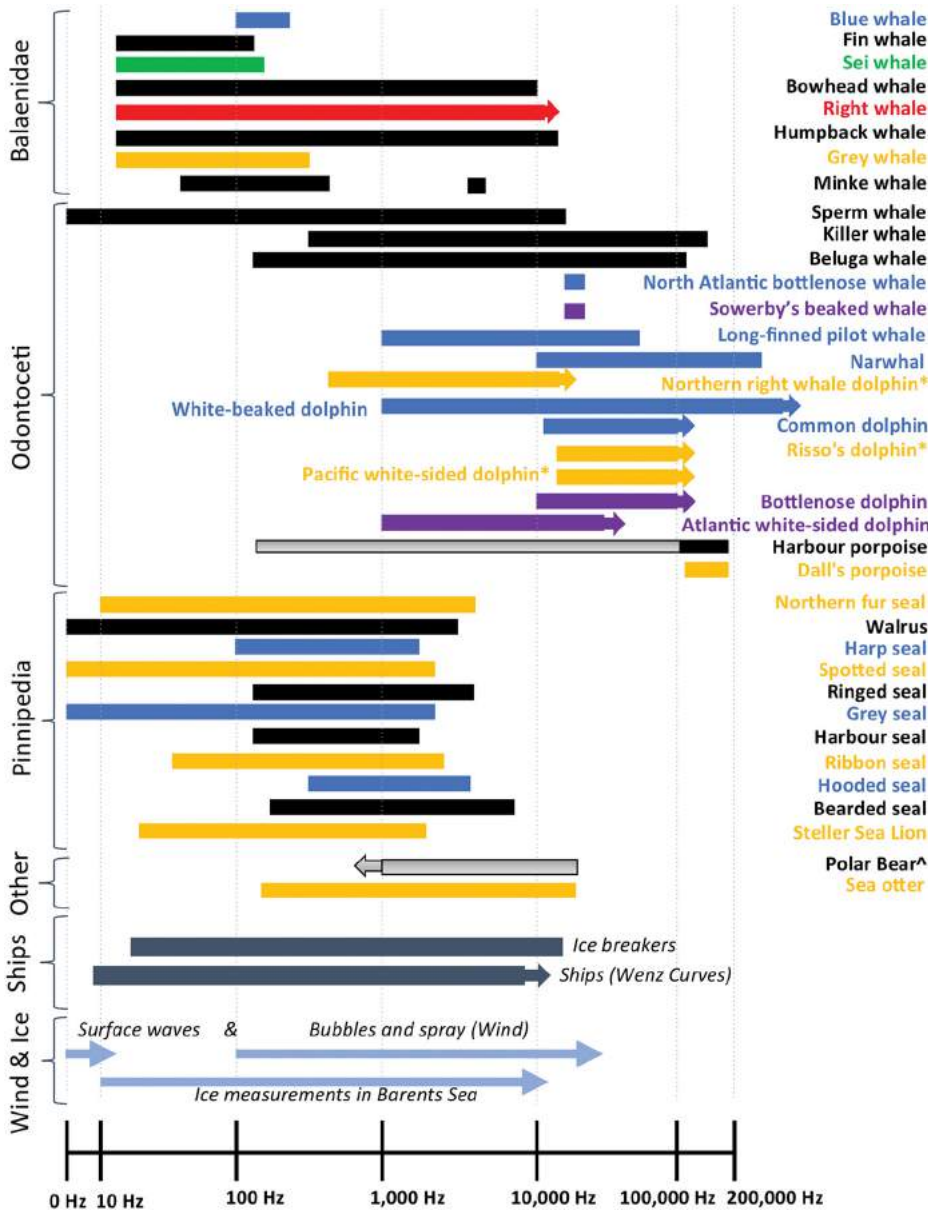 Balaenidae
Blue whale
Fin whale
Sei whale
Bowhead whale
Right whale
Humpback whale
Grey whale
Minke whale
Odontoceti
Sperm whale
Killer whale
Beluga whale
North Atlantic bottlenose whale
Sowerby's beaked whale
Long-finned pilot whale
Narwhal
Northern right whale dolphin*
White-beaked dolphin
Common dolphin
Risso's dolphin*
Pacific white-sided dolphin*
Bottlenose dolphin
Atlantic white-sided dolphin
Harbour porpoise
Dall's porpoise
Pinnipedia
Northern fur seal
Walrus
Harp seal
Spotted seal
Ringed seal
Grey seal
Harbour seal
Ribbon seal
Hooded seal
Bearded seal
Steller Sea Lion
Other
Polar Bear^
Sea otter
Ships
Ice breakers
Ships (Wenz Curves)
Wind & Ice
Surface waves & Bubbles and spray (Wind)
Ice measurements in Barents Sea
0 Hz 10 Hz 100 Hz 1,000 Hz 10,000 Hz 100,000 Hz 200,000 Hz